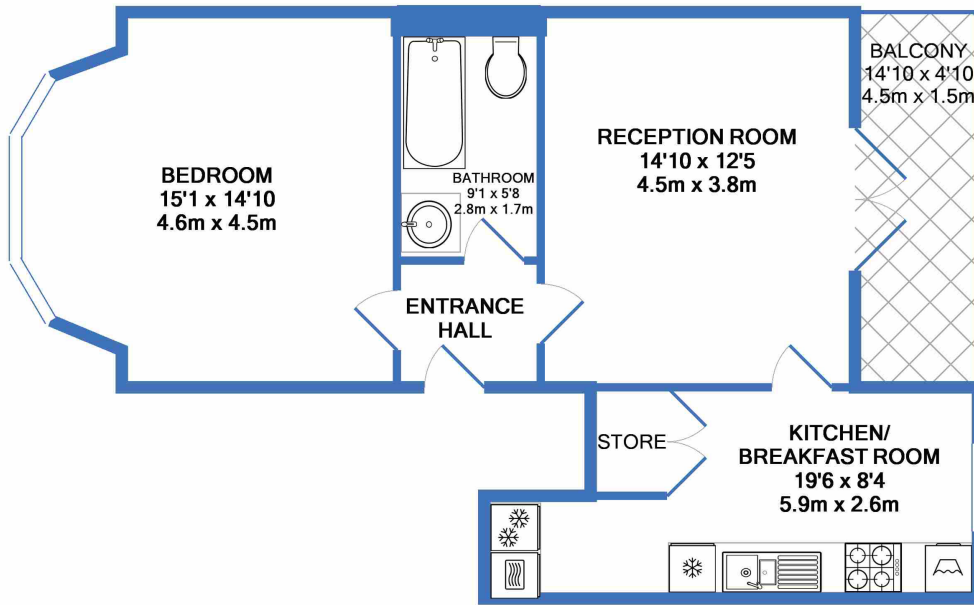 BEDROOM
15'1 x 14'10
4.6m x 4.5m
BATHROOM
9'1 x 5'8
2.8m x 1.7m
RECEPTION ROOM
14'10 x 12'5
4.5m x 3.8m
BALCONY
14'10 x 4'10
4.5m x 1.5m
ENTRANCE
HALL
STORE
KITCHEN/
BREAKFAST ROOM
19'6 x 8'4
5.9m x 2.6m